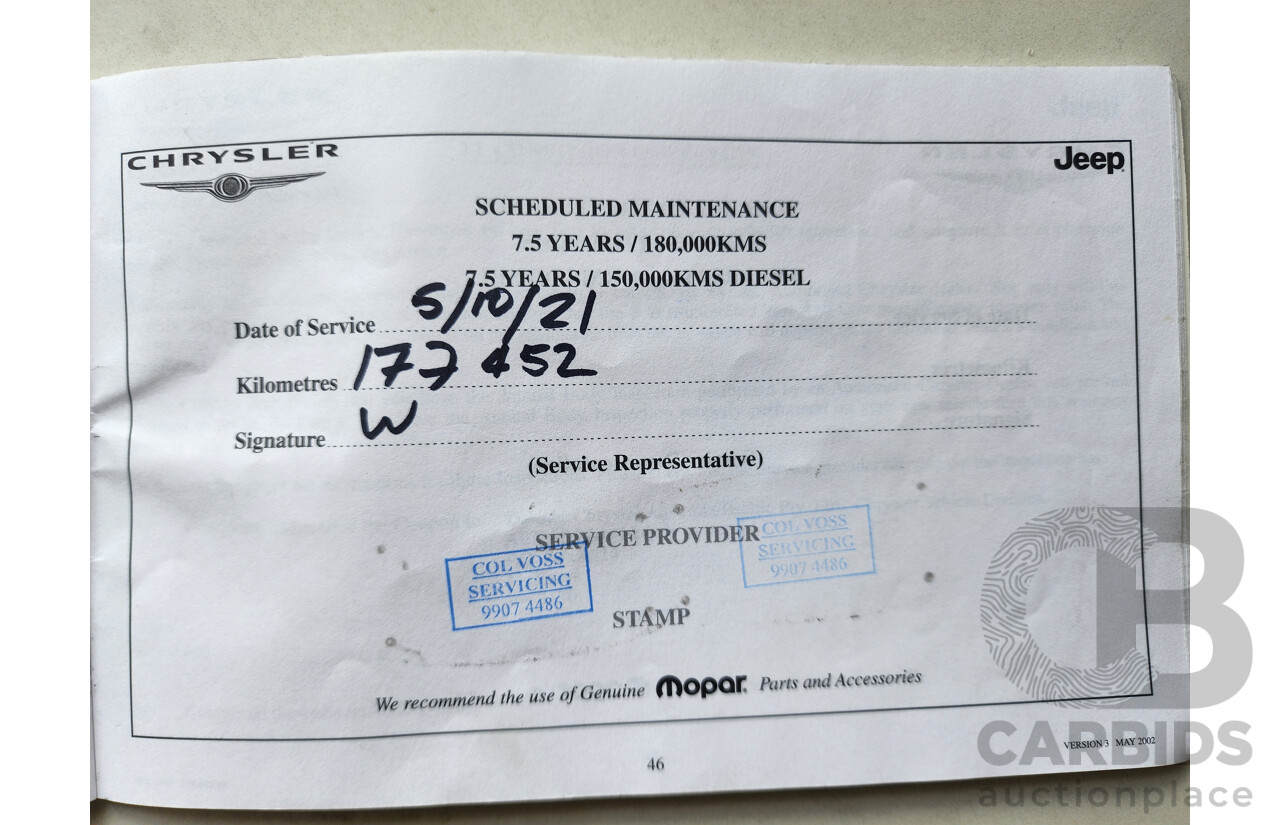 CHRYSLER
Jeep
SCHEDULED MAINTENANCE
7.5 YEARS / 180,000KMS
7.5 YEARS / 150,000KMS DIESEL
Date of Service 5/10/21
Kilometres 177 452
Signature W
(Service Representative)
SERVICE PROVIDER
COL VOSS
SERVICING
9907 4486
COL VOSS
SERVICING
9907 4486
STAMP
We recommend the use of Genuine Mopar Parts and Accessories
VERSION 3 MAY 2002
46
CB
CARBIDS
auctionplace